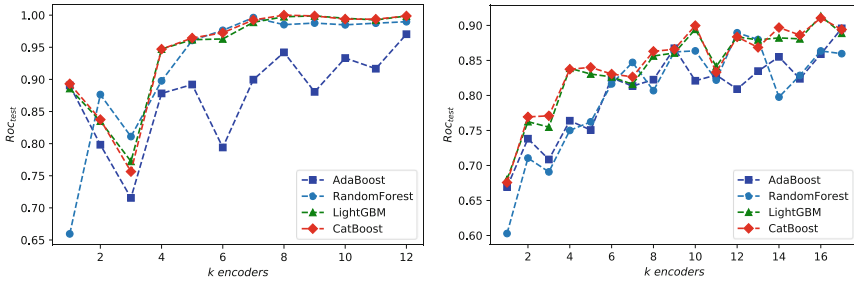 1.00
0.95
0.90
0.85
0.80
0.75
0.70
0.65
Roc_test
2
4
6
8
10
12
k encoders
AdaBoost
RandomForest
LightGBM
CatBoost
0.90
0.85
0.80
0.75
0.70
0.65
0.60
Roc_test
2
4
6
8
10
12
14
16
k encoders
AdaBoost
RandomForest
LightGBM
CatBoost